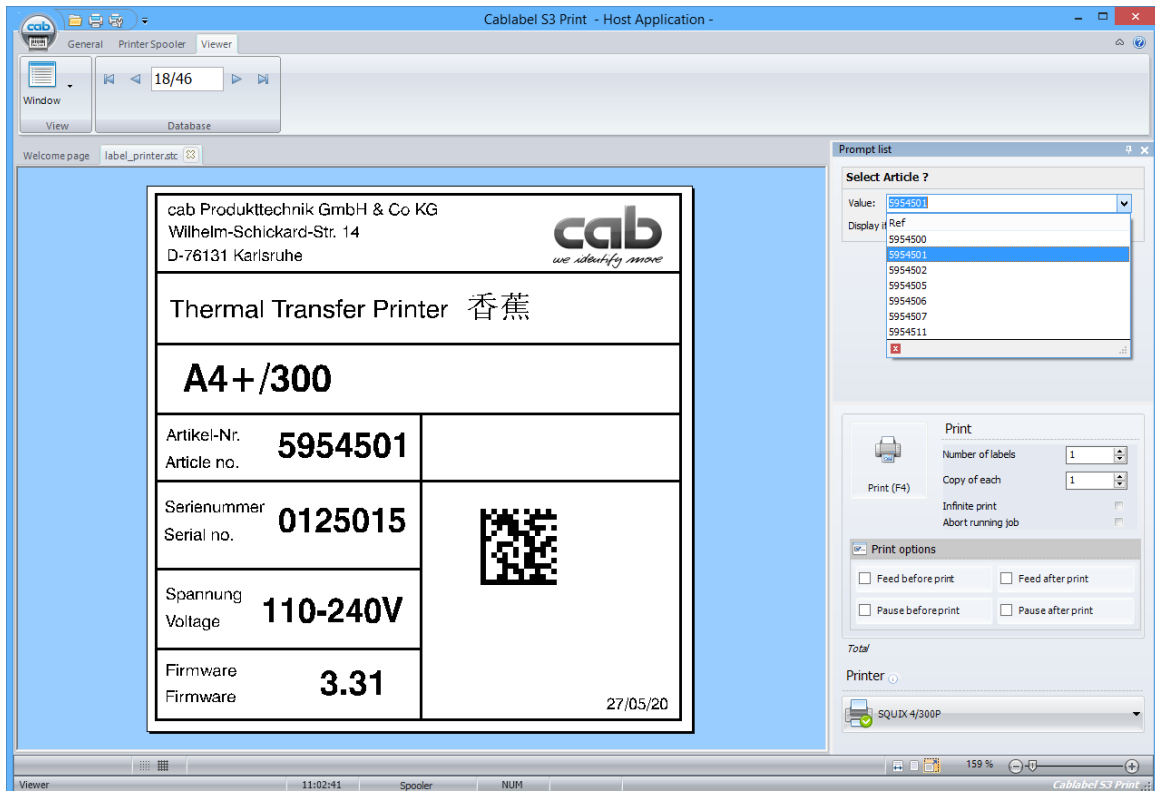 cab
Cablabel S3 Print - Host Application -
General Printer Spooler Viewer
18/46
Window
View Database
Welcome page label_printer.stc
cab Produkttechnik GmbH & Co KG
Wilhelm-Schickard-Str. 14
D-76131 Karlsruhe
cab
we identify more
Thermal Transfer Printer 香蕉
A4+/300
Artikel-Nr.
Article no.
5954501
Serienummer
Serial no.
0125015
Spannung
Voltage
110-240V
Firmware
Firmware
3.31
27/05/20
Prompt list
Select Article ?
Value: 5954501
Display if
Ref
5954500
5954501
5954502
5954505
5954506
5954507
5954511
Print (F4)
Print
Number of labels 1
Copy of each 1
Infinite print
Abort running job
Print options
Feed before print Feed after print
Pause before print Pause after print
Total
Printer
SQUIX 4/300P
159 %
Viewer 11:02:41 Spooler NUM Cablabel S3 Print